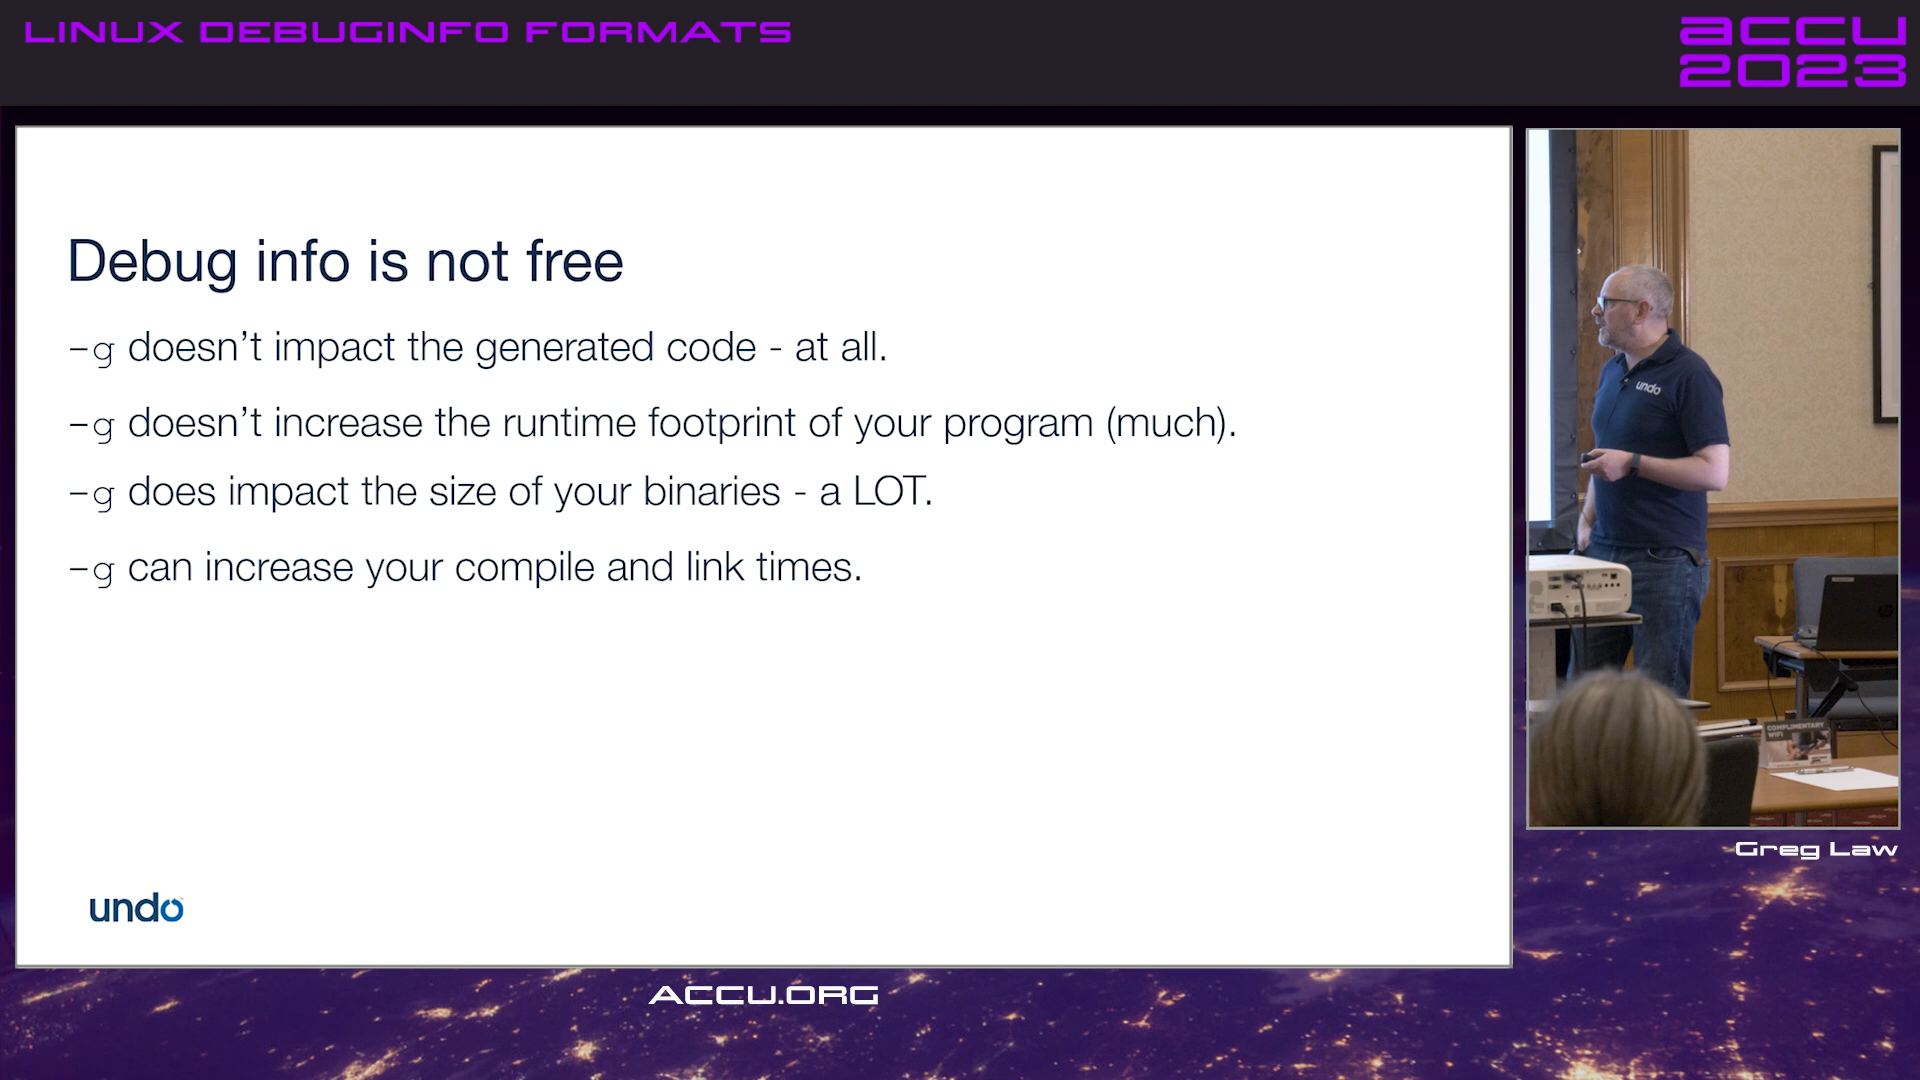 LINUX DEBUGINFO FORMATS
accu
2023
Debug info is not free
-g doesn't impact the generated code - at all.
-g doesn't increase the runtime footprint of your program (much).
-g does impact the size of your binaries - a LOT.
-g can increase your compile and link times.
undo
undo
COMPLIMENTARY
WIFI
Greg Law
ACCU.ORG